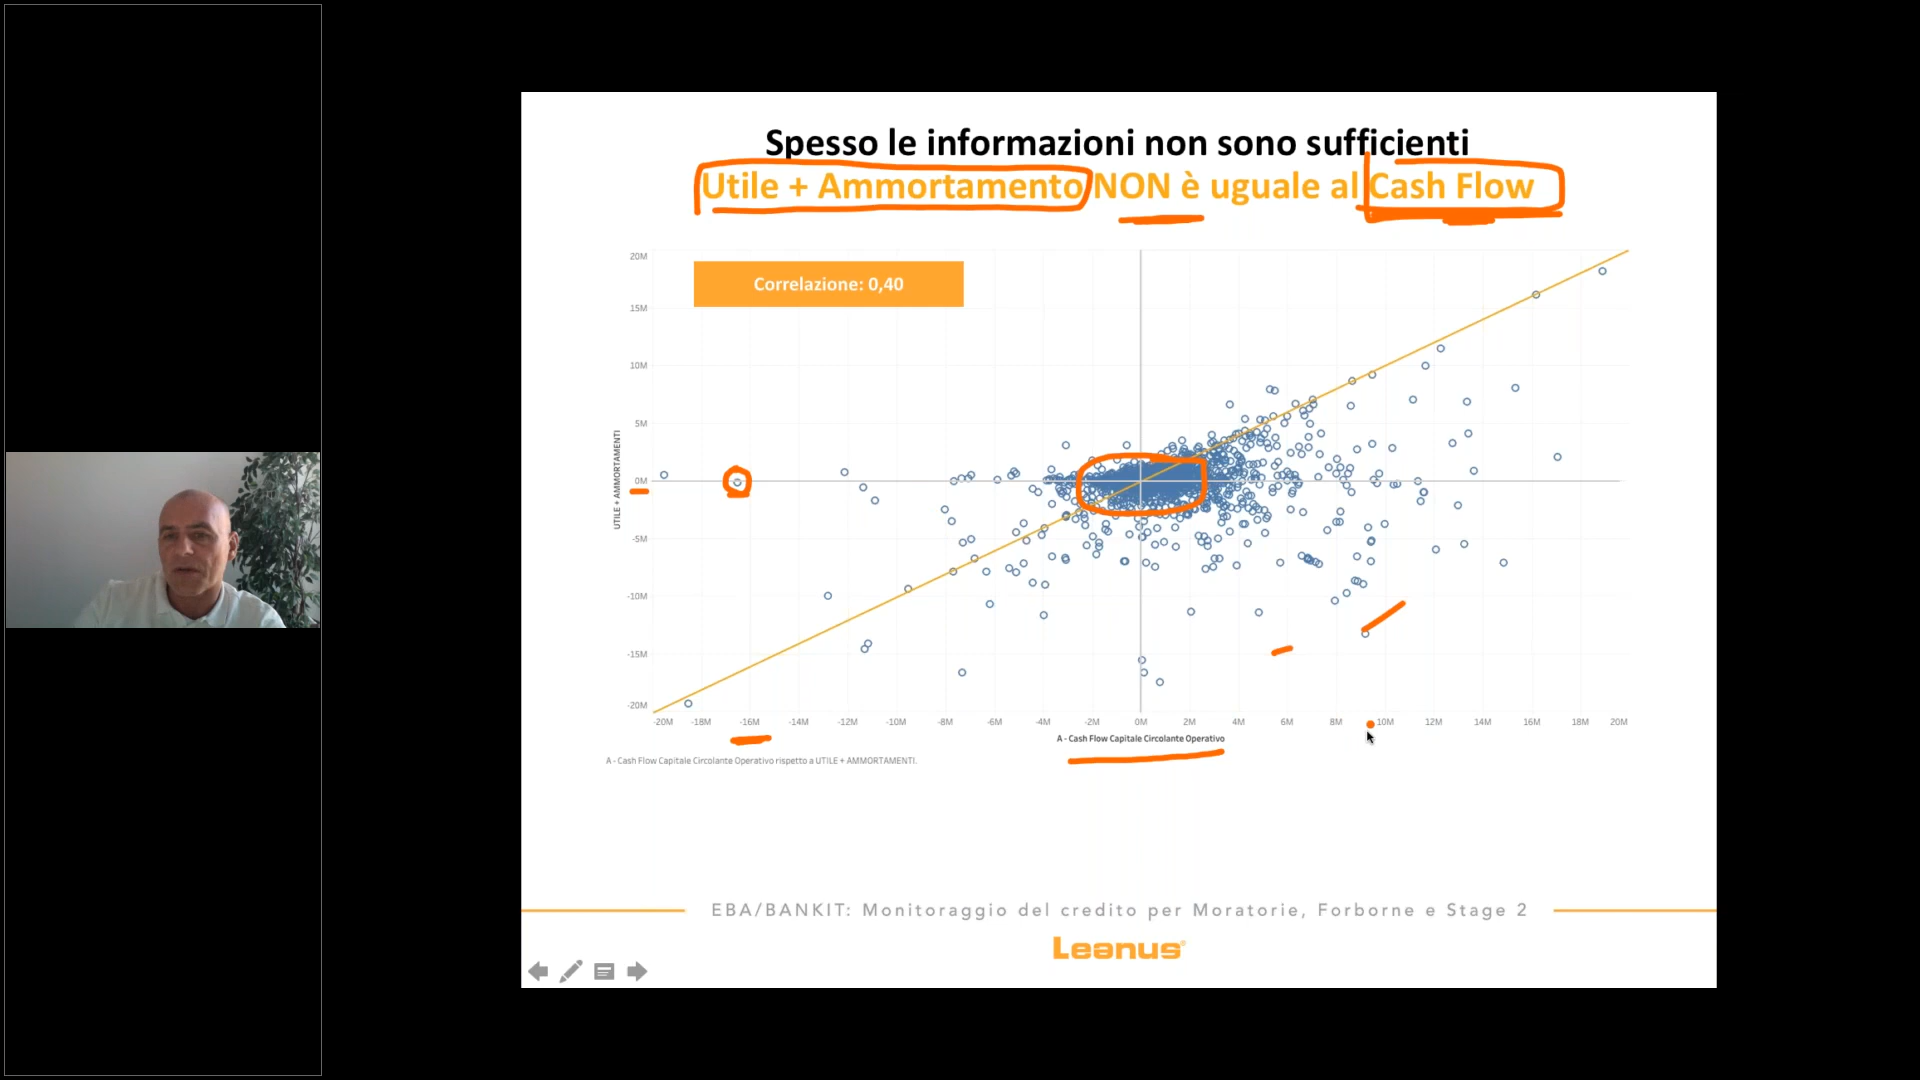 Spesso le informazioni non sono sufficienti
Utile + Ammortamento NON è uguale al Cash Flow
Correlazione: 0,40
20M
15M
10M
5M
0M
-5M
-10M
-15M
-20M
UTILE + AMMORTAMENTI
-20M -18M -16M -14M -12M -10M -8M -6M -4M -2M 0M 2M 4M 6M 8M 10M 12M 14M 16M 18M 20M
A - Cash Flow Capitale Circolante Operativo
A - Cash Flow Capitale Circolante Operativo rispetto a UTILE + AMMORTAMENTI.
EBA/BANKIT: Monitoraggio del credito per Moratorie, Forborne e Stage 2
Leanus